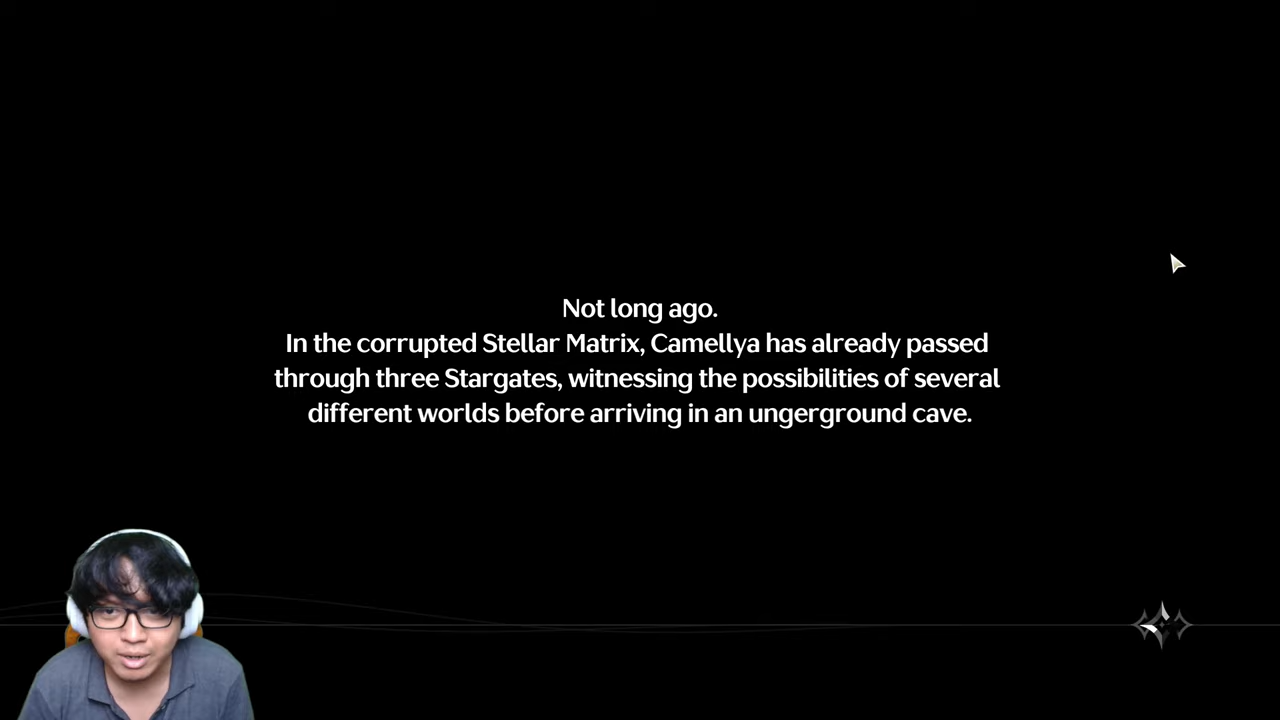 Not long ago.
In the corrupted Stellar Matrix, Camellya has already passed
through three Stargates, witnessing the possibilities of several
different worlds before arriving in an ungerground cave.